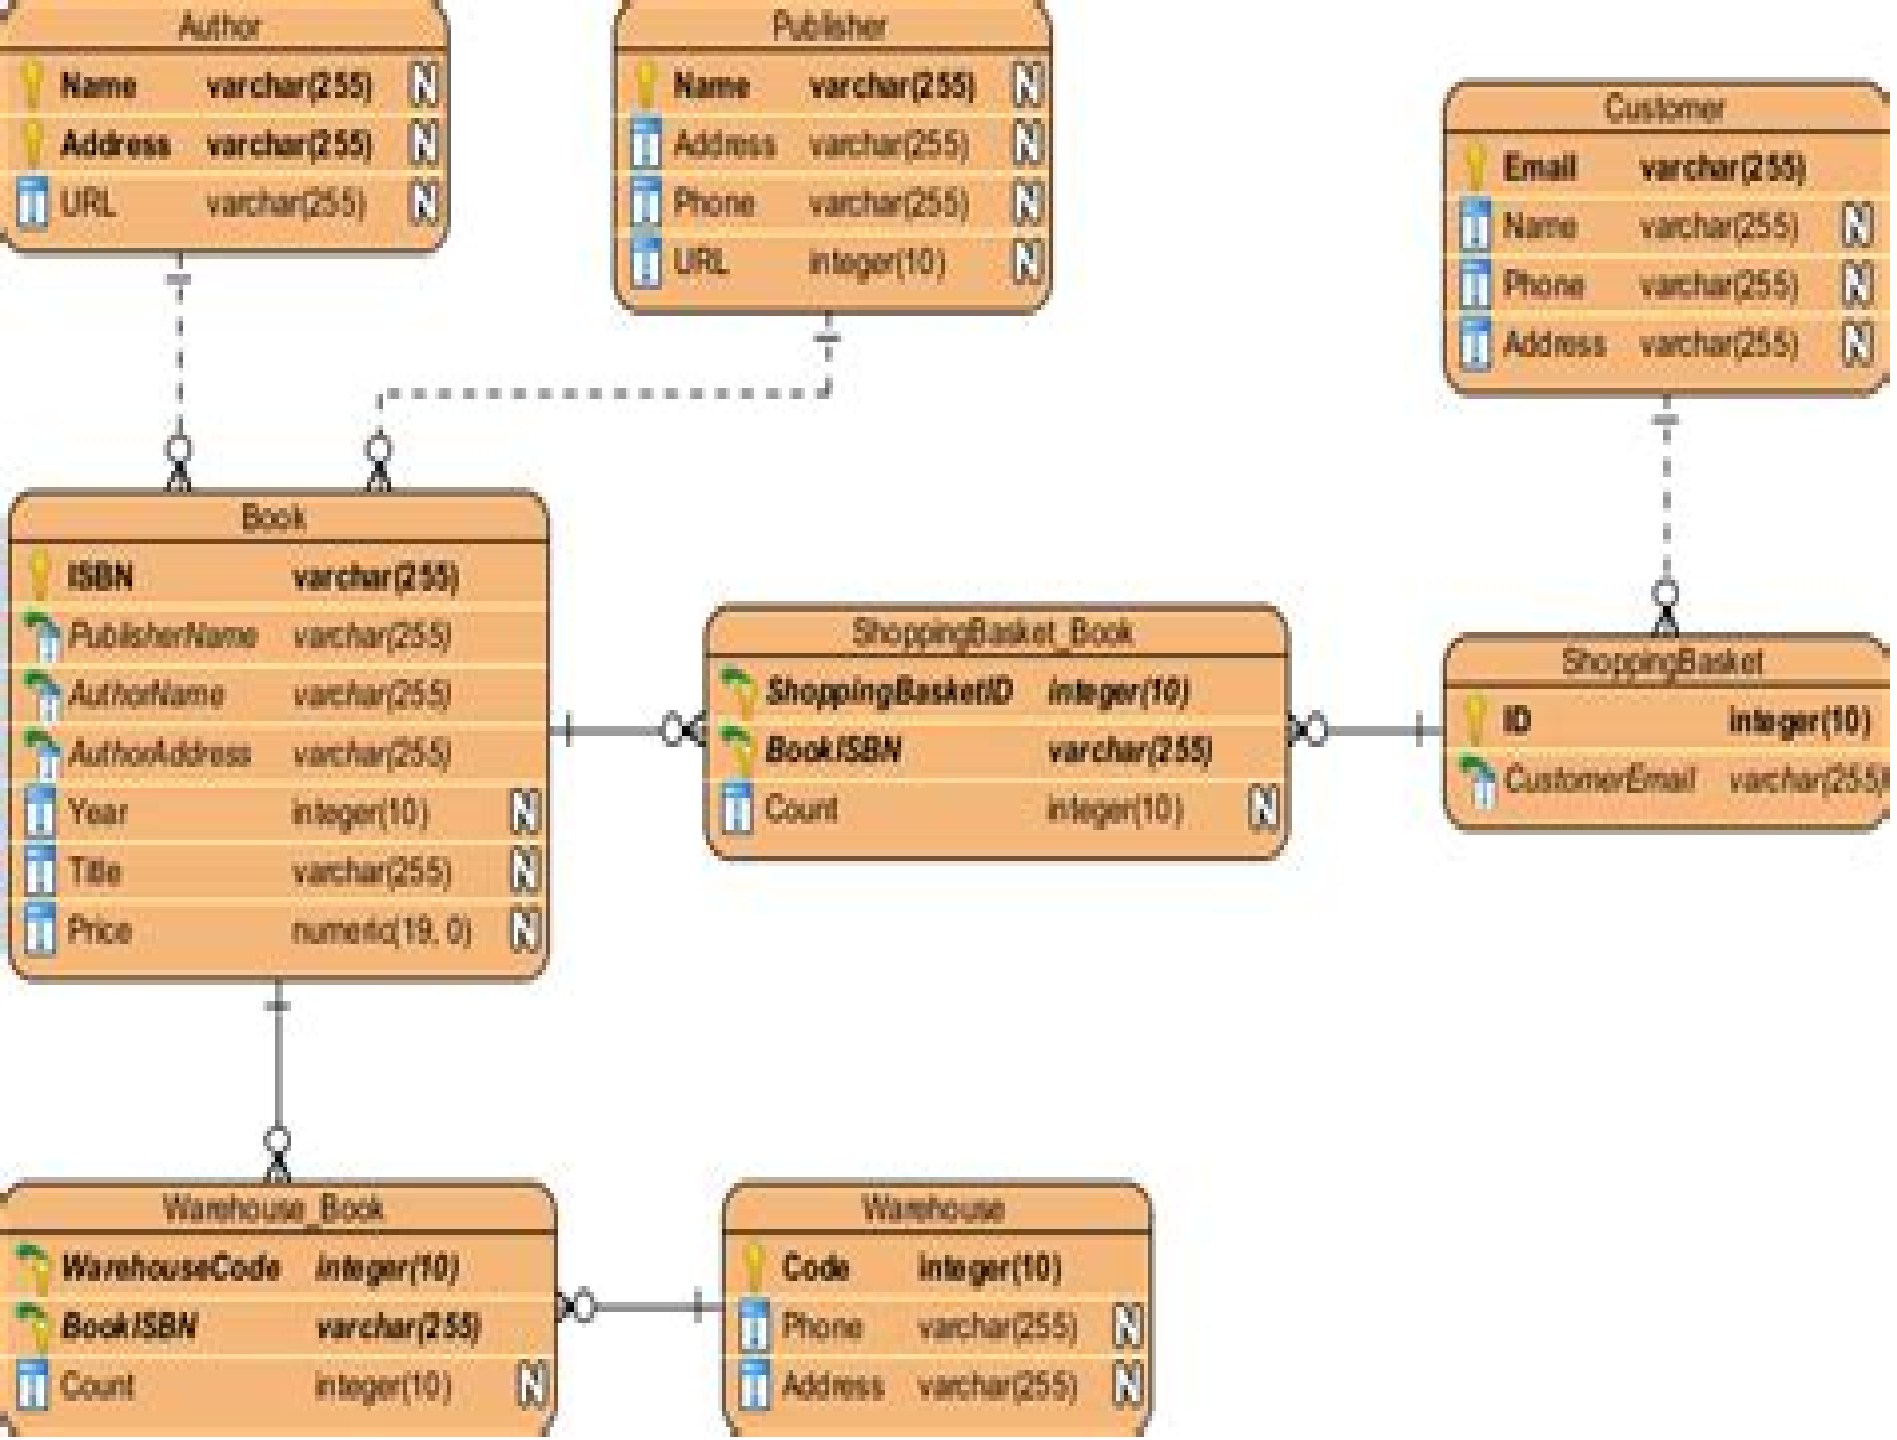 Author
Name varchar(255) N
Address varchar(255) N
URL varchar(255) N
Publisher
Name varchar(255) N
Address varchar(255) N
Phone varchar(255) N
URL integer(10) N
Customer
Email varchar(255)
Name varchar(255) N
Phone varchar(255) N
Address varchar(255) N
Book
ISBN varchar(255)
PublisherName varchar(255)
AuthorName varchar(255)
AuthorAddress varchar(255)
Year integer(10) N
Title varchar(255) N
Price numeric(19, 0) N
ShoppingBasket_Book
ShoppingBasketID integer(10)
BookISBN varchar(255)
Count integer(10) N
ShoppingBasket
ID integer(10)
CustomerEmail varchar(255)
Warehouse_Book
WarehouseCode integer(10)
BookISBN varchar(255)
Count integer(10) N
Warehouse
Code integer(10)
Phone varchar(255) N
Address varchar(255) N